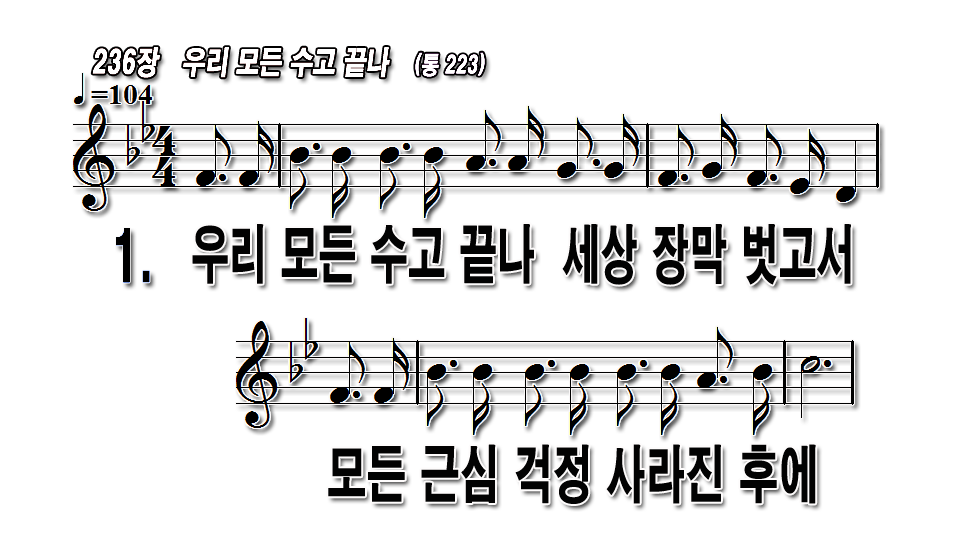 236장 우리 모든 수고 끝나 (통 223)
♩=104
1. 우리 모든 수고 끝나 세상 장막 벗고서
모든 근심 걱정 사라진 후에